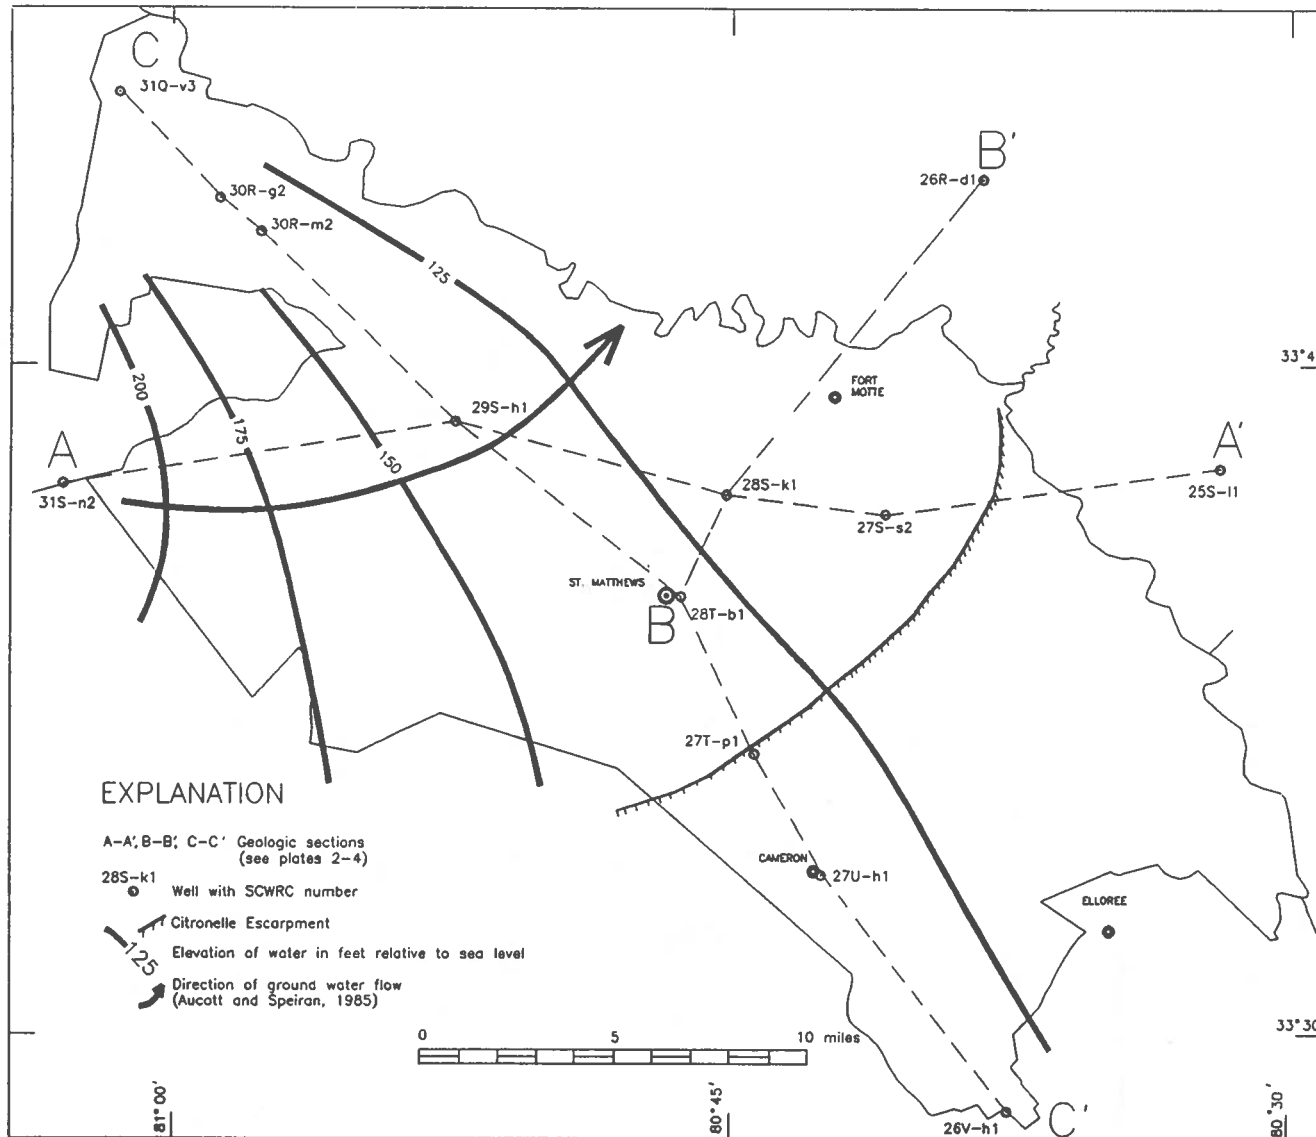 C
31Q-v3
B'
26R-d1
30R-g2
30R-m2
125
33°4
FORT
MOTTE
200
29S-h1
175
A
150
A'
31S-n2
28S-k1
25S-l1
27S-s2
ST. MATTHEWS
B
28T-b1
27T-p1
EXPLANATION
A-A', B-B', C-C' Geologic sections
(see plates 2-4)
28S-k1
Well with SCWRC number
CAMERON
27U-h1
ELLOREE
Citronelle Escarpment
125
Elevation of water in feet relative to sea level
Direction of ground water flow
(Aucott and Speiran, 1985)
0 5 10 miles
33°30
81°00'
80°45'
80°30'
26V-h1
C'